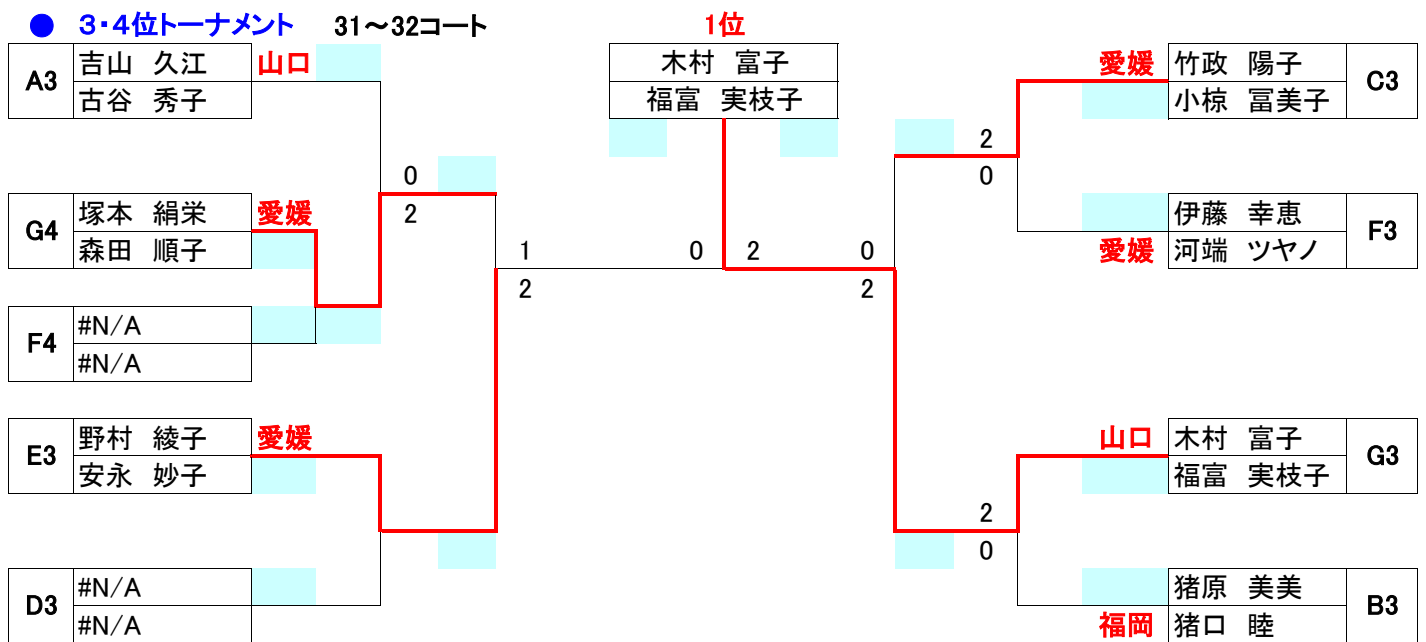 ● 3・4位トーナメント 31～32コート
1位
A3
吉山 久江 山口
古谷 秀子
木村 富子
福富 実枝子
愛媛 竹政 陽子
小椋 冨美子
C3
2
0
0
2
G4
塚本 絹栄 愛媛
森田 順子
伊藤 幸恵
愛媛 河端 ツヤノ
F3
1
2
0 2
0
2
F4
#N/A
#N/A
E3
野村 綾子 愛媛
安永 妙子
山口 木村 富子
福富 実枝子
G3
2
0
D3
#N/A
#N/A
猪原 美美
福岡 猪口 睦
B3